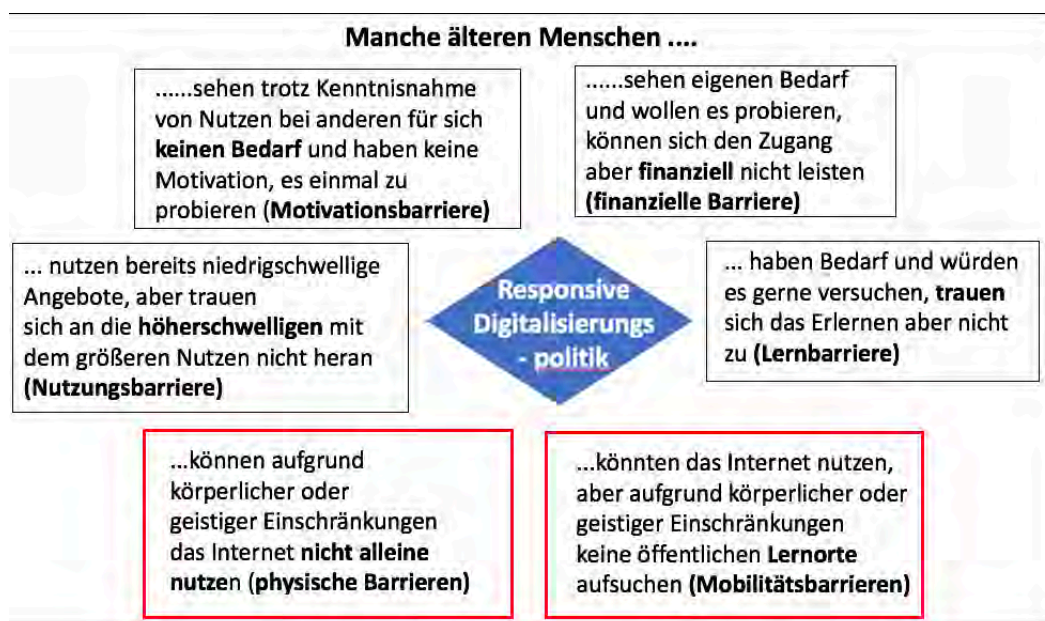 Manche älteren Menschen ....
......sehen trotz Kenntnisnahme
von Nutzen bei anderen für sich
keinen Bedarf und haben keine
Motivation, es einmal zu
probieren (Motivationsbarriere)
......sehen eigenen Bedarf
und wollen es probieren,
können sich den Zugang
aber finanziell nicht leisten
(finanzielle Barriere)
... nutzen bereits niedrigschwellige
Angebote, aber trauen
sich an die höherschwelligen mit
dem größeren Nutzen nicht heran
(Nutzungsbarriere)
Responsive
Digitalisierungs
- politik
... haben Bedarf und würden
es gerne versuchen, trauen
sich das Erlernen aber nicht
zu (Lernbarriere)
...können aufgrund
körperlicher oder
geistiger Einschränkungen
das Internet nicht alleine
nutzen (physische Barrieren)
...könnten das Internet nutzen,
aber aufgrund körperlicher oder
geistiger Einschränkungen
keine öffentlichen Lernorte
aufsuchen (Mobilitätsbarrieren)